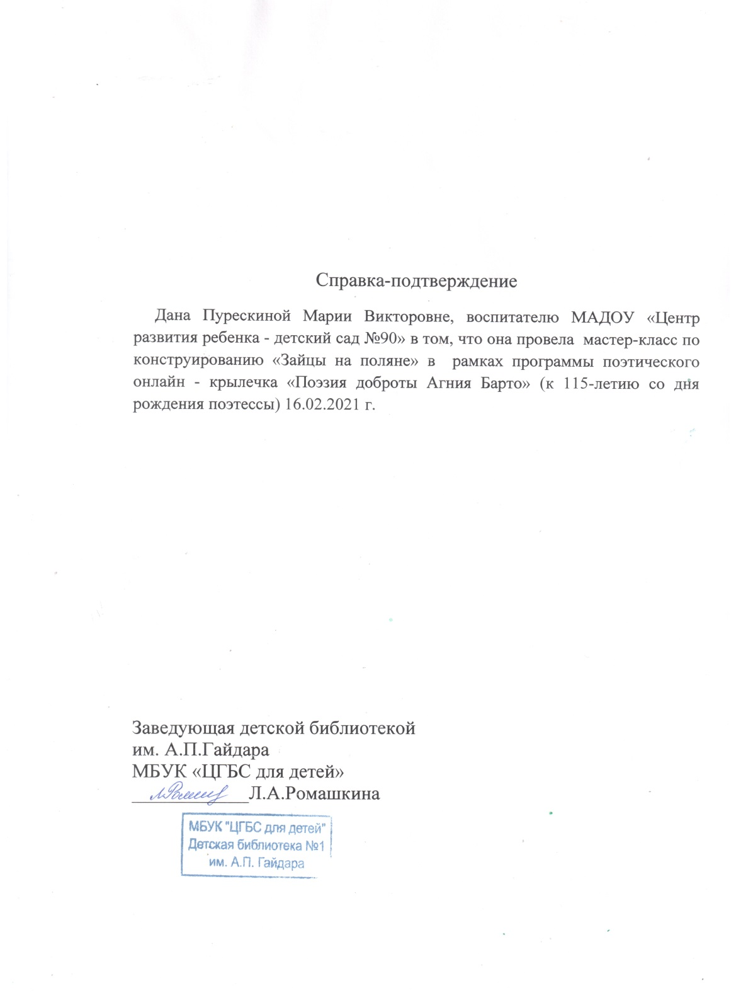 Справка-подтверждение
Дана Пурескиной Марии Викторовне, воспитателю МАДОУ «Центр
развития ребенка - детский сад №90» в том, что она провела мастер-класс по
конструированию «Зайцы на поляне» в рамках программы поэтического
онлайн - крылечка «Поэзия доброты Агния Барто» (к 115-летию со дня
рождения поэтессы) 16.02.2021 г.
Заведующая детской библиотекой
им. А.П.Гайдара
МБУК «ЦГБС для детей»
____________Л.А.Ромашкина
МБУК "ЦГБС для детей"
Детская библиотека №1
им. А.П. Гайдара